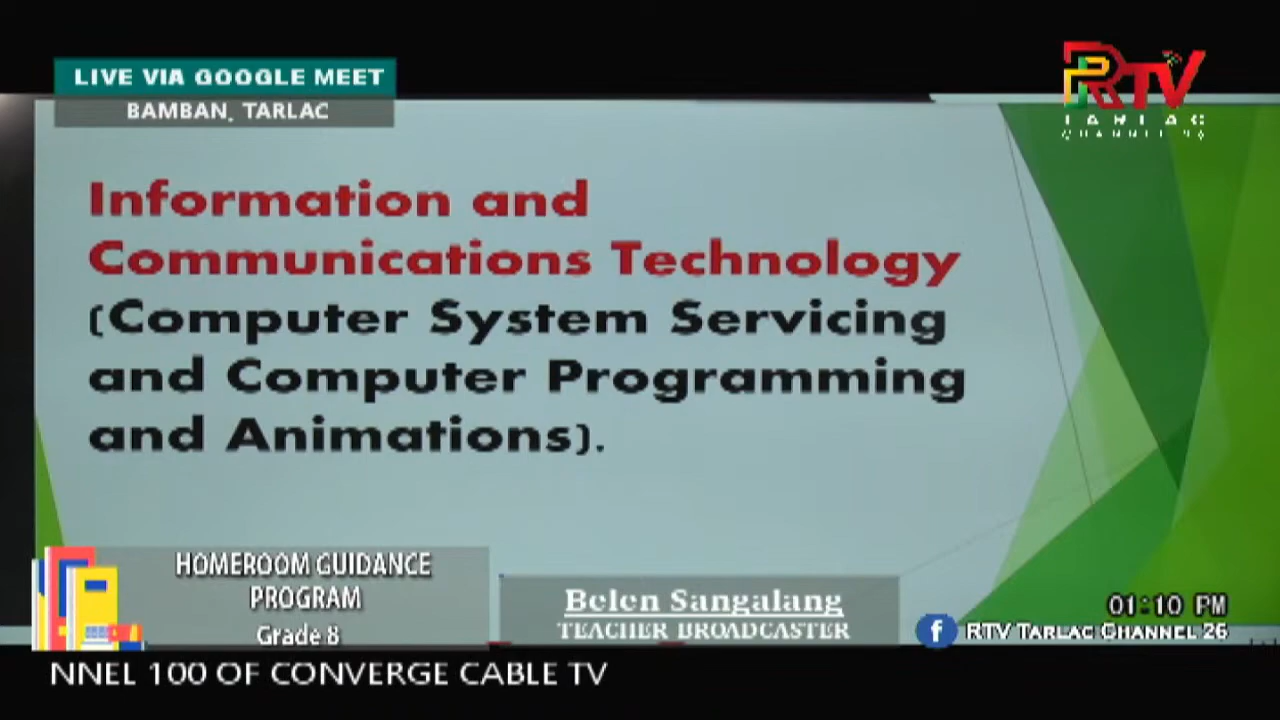 LIVE VIA GOOGLE MEET
BAMBAN, TARLAC
RTV
TARLAC
CHANNEL 26
Information and
Communications Technology
(Computer System Servicing
and Computer Programming
and Animations).
HOMEROOM GUIDANCE
PROGRAM
Grade 8
Belen Sangalang
TEACHER BROADCASTER
01:10 PM
f RTV TARLAC CHANNEL 26
NNEL 100 OF CONVERGE CABLE TV